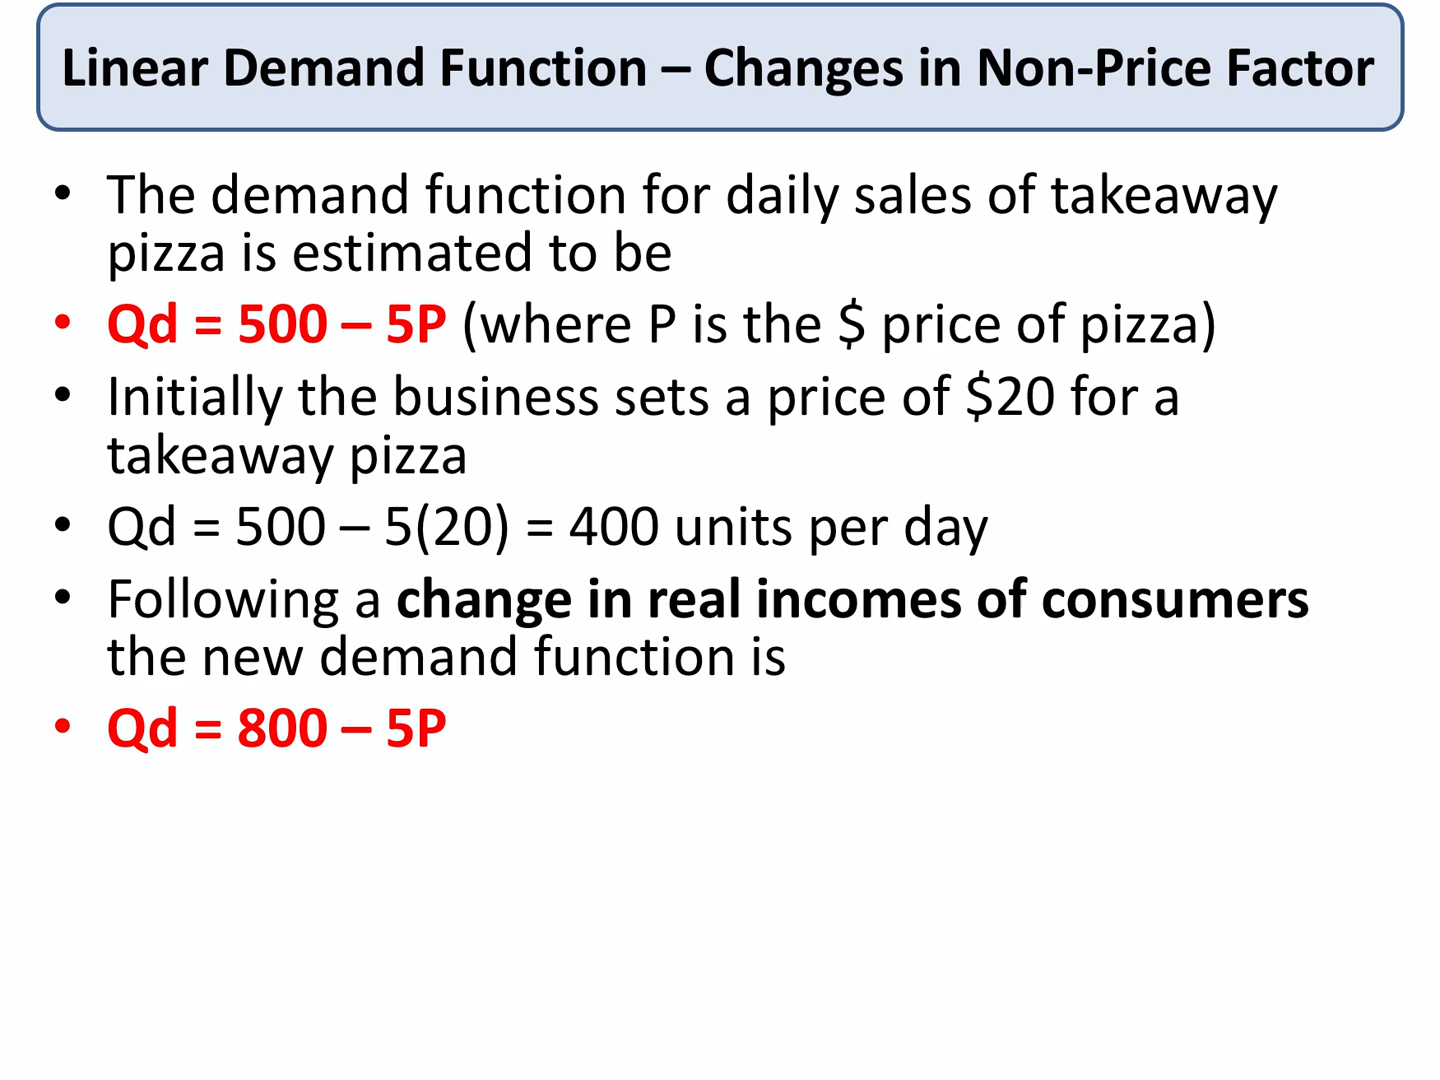 Linear Demand Function – Changes in Non-Price Factor
• The demand function for daily sales of takeaway
pizza is estimated to be
• Qd = 500 – 5P (where P is the $ price of pizza)
• Initially the business sets a price of $20 for a
takeaway pizza
• Qd = 500 – 5(20) = 400 units per day
• Following a change in real incomes of consumers
the new demand function is
• Qd = 800 – 5P